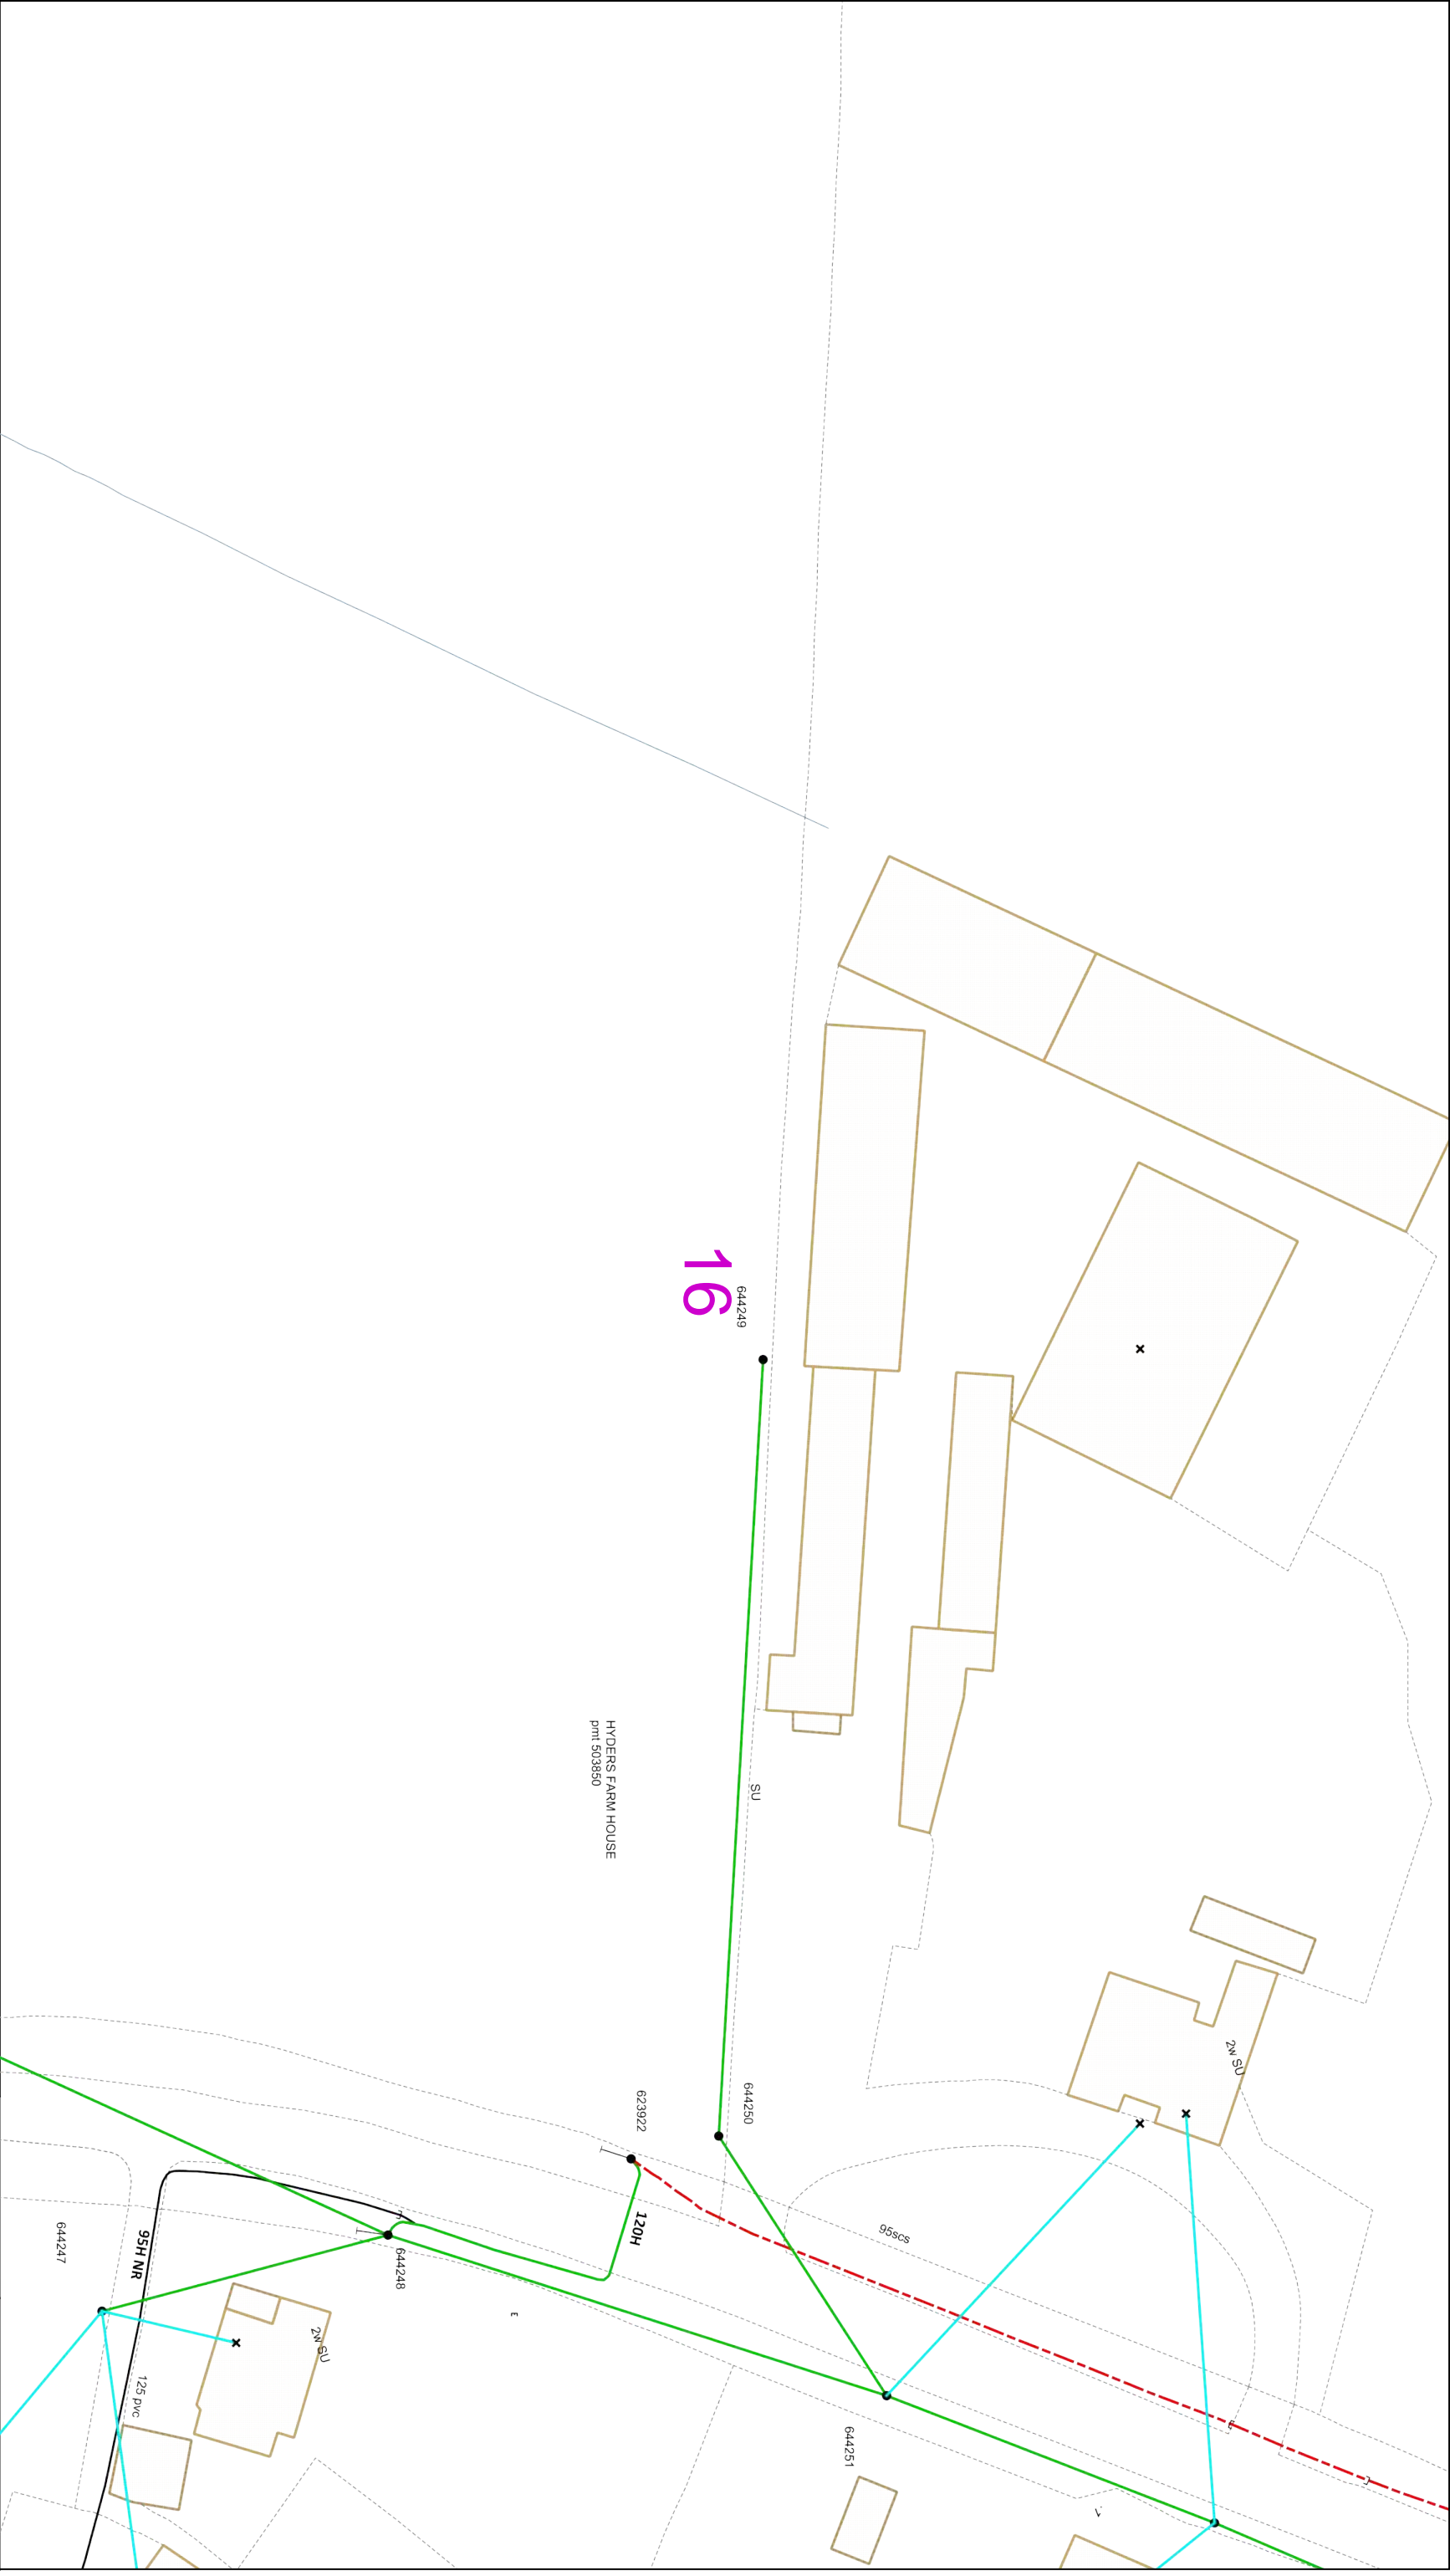 16
644249
HYDERS FARM HOUSE
pmt 503850
SU
2w SU
623922
644250
120H
95scs
644247
95H NR
644248
2w SU
125 pvc
644251